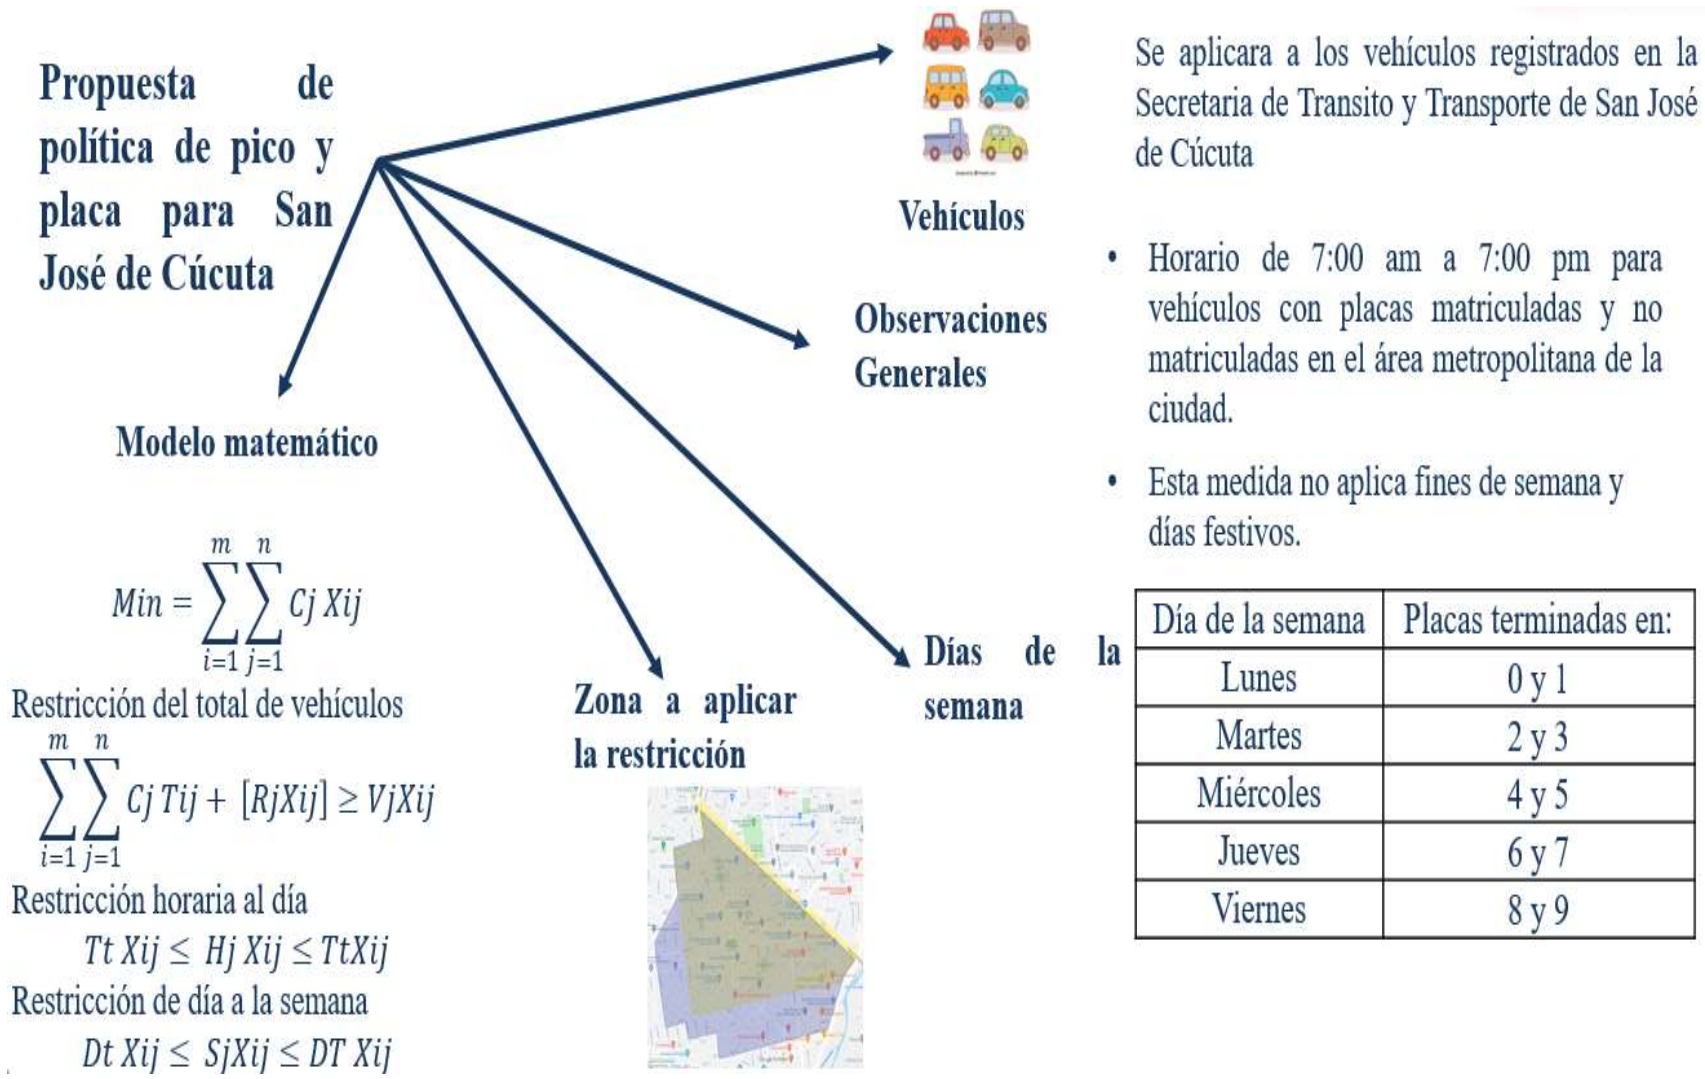 Propuesta de
política de pico y
placa para San
José de Cúcuta
Vehículos
Se aplicara a los vehículos registrados en la
Secretaria de Transito y Transporte de San José
de Cúcuta
Observaciones
Generales
• Horario de 7:00 am a 7:00 pm para
vehículos con placas matriculadas y no
matriculadas en el área metropolitana de la
ciudad.
• Esta medida no aplica fines de semana y
días festivos.
Modelo matemático
m n
Min = ∑ ∑ Cj Xij
i=1 j=1
Restricción del total de vehículos
m n
∑ ∑ Cj Tij + [RjXij] ≥ VjXij
i=1 j=1
Restricción horaria al día
Tt Xij ≤ Hj Xij ≤ TtXij
Restricción de día a la semana
Dt Xij ≤ SjXij ≤ DT Xij
Zona a aplicar
la restricción
Días de la
semana
Día de la semana Placas terminadas en:
Lunes 0 y 1
Martes 2 y 3
Miércoles 4 y 5
Jueves 6 y 7
Viernes 8 y 9